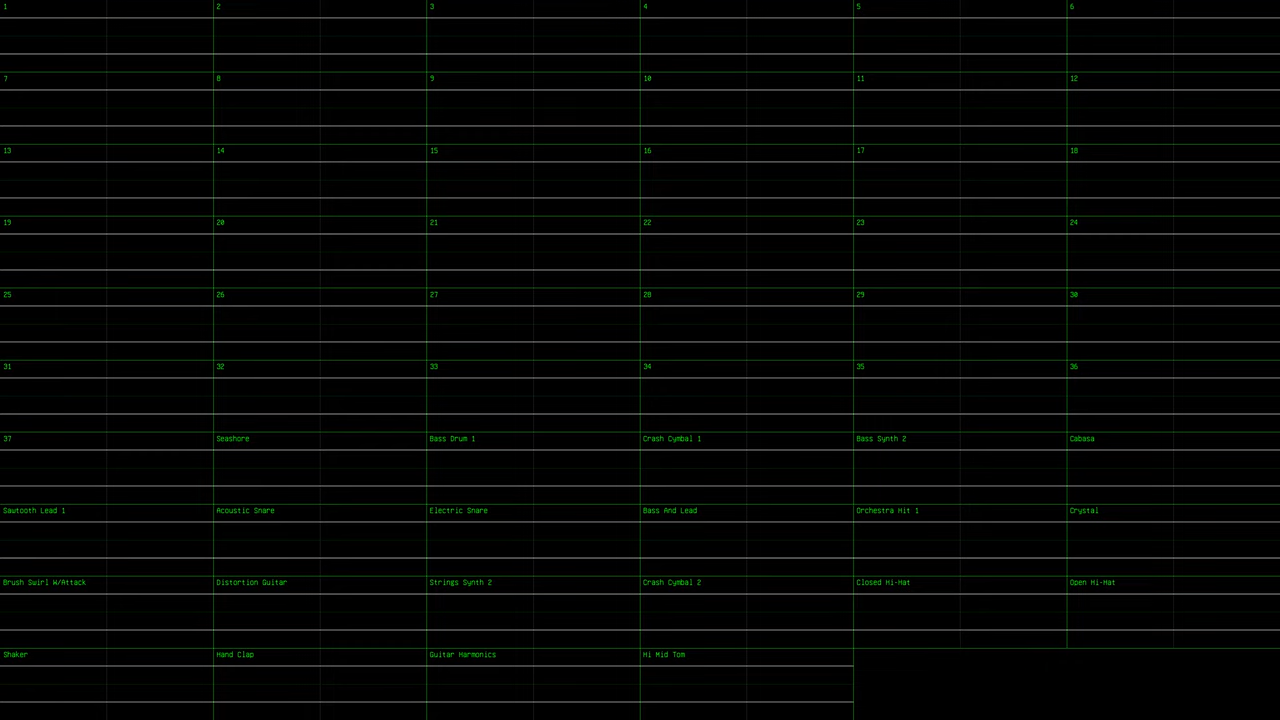 1 2 3 4 5 6
7 8 9 10 11 12
13 14 15 16 17 18
19 20 21 22 23 24
25 26 27 28 29 30
31 32 33 34 35 36
37 Seashore Bass Drum 1 Crash Cymbal 1 Bass Synth 2 Cabasa
Sawtooth Lead 1 Acoustic Snare Electric Snare Bass And Lead Orchestra Hit 1 Crystal
Brush Swirl W/Attack Distortion Guitar Strings Synth 2 Crash Cymbal 2 Closed Hi-Hat Open Hi-Hat
Shaker Hand Clap Guitar Harmonics Hi Mid Tom